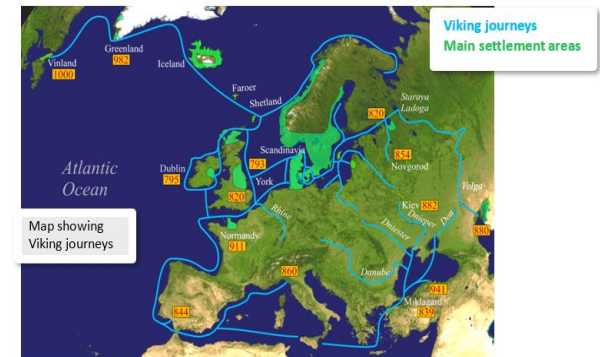 Viking journeys
Main settlement areas
Greenland
982
Vinland
1000
Iceland
Faroer
Shetland
Staraya
Ladoga
820
Scandinavia
793
854
Novgorod
Dublin
795
York
820
Atlantic
Ocean
Volga
Kiev 882
Rhine
Dnieper
Don
Dniester
880
Map showing
Viking journeys
Normandy
911
860
Danube
941
Miklagard
839
844